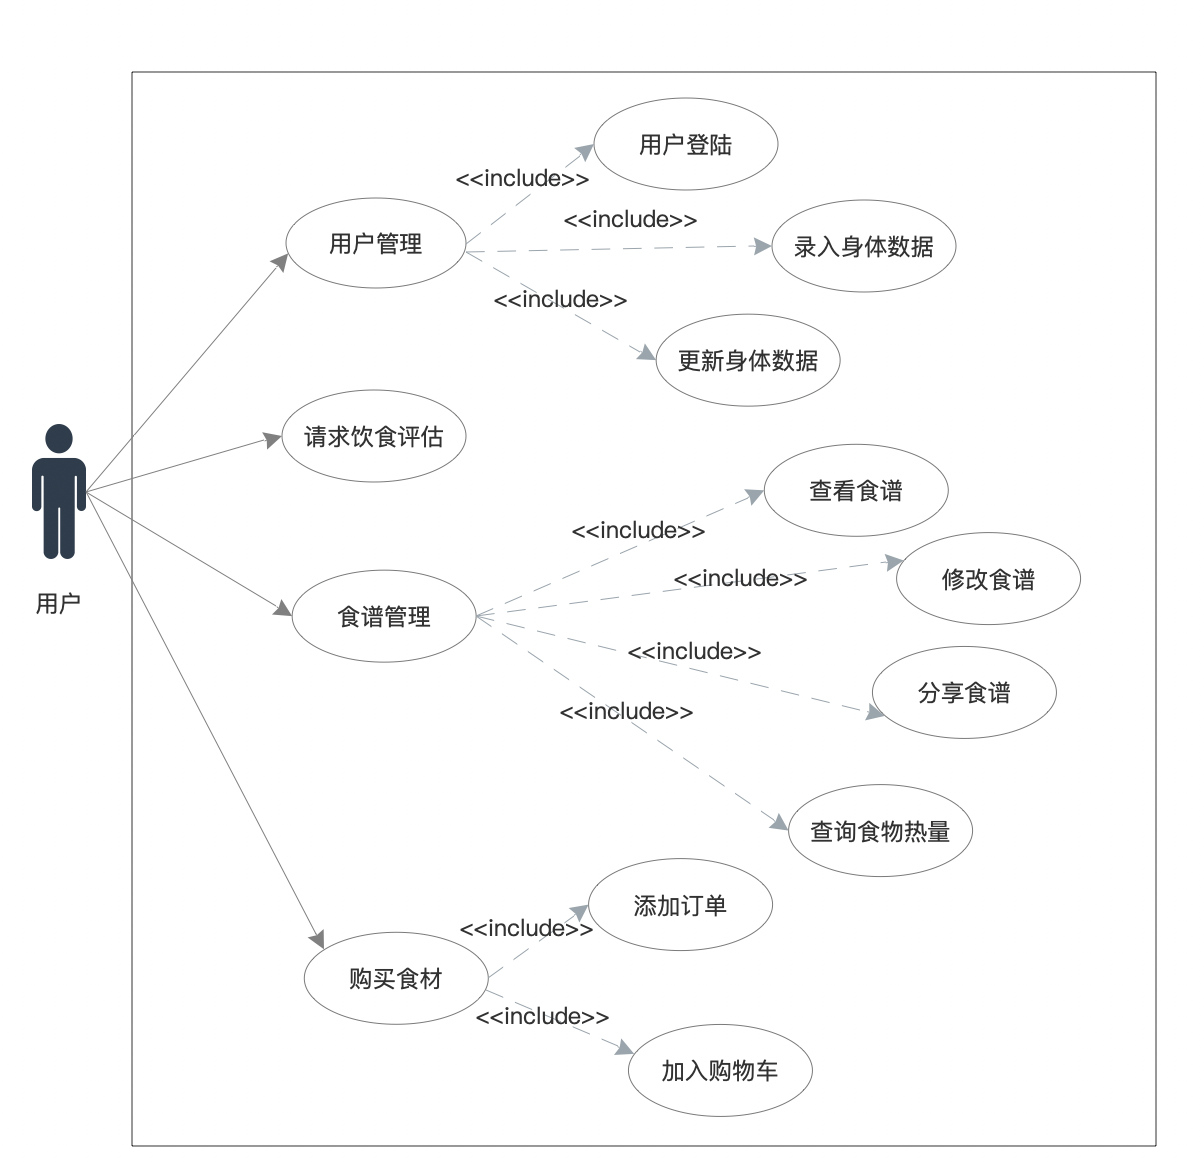 用户登陆
<<include>>
<<include>>
用户管理
录入身体数据
<<include>>
更新身体数据
请求饮食评估
查看食谱
<<include>>
<<include>>
修改食谱
用户
食谱管理
<<include>>
分享食谱
<<include>>
查询食物热量
添加订单
<<include>>
购买食材
<<include>>
加入购物车